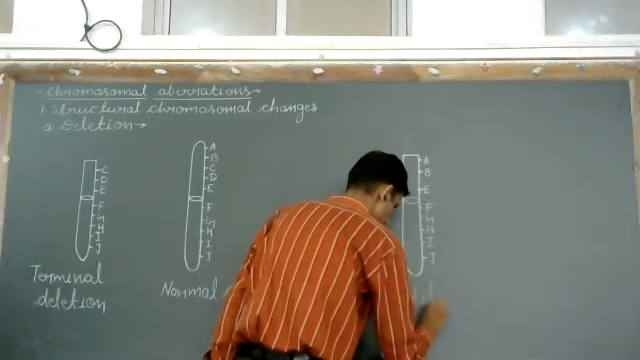 Chromosomal aberrations→
1. Structural chromosomal changes
a. Deletion→
C
D
E
F
G
H
I
J
Terminal
deletion
A
B
C
D
E
F
G
H
I
J
Normal
A
B
E
F
G
H
I
J